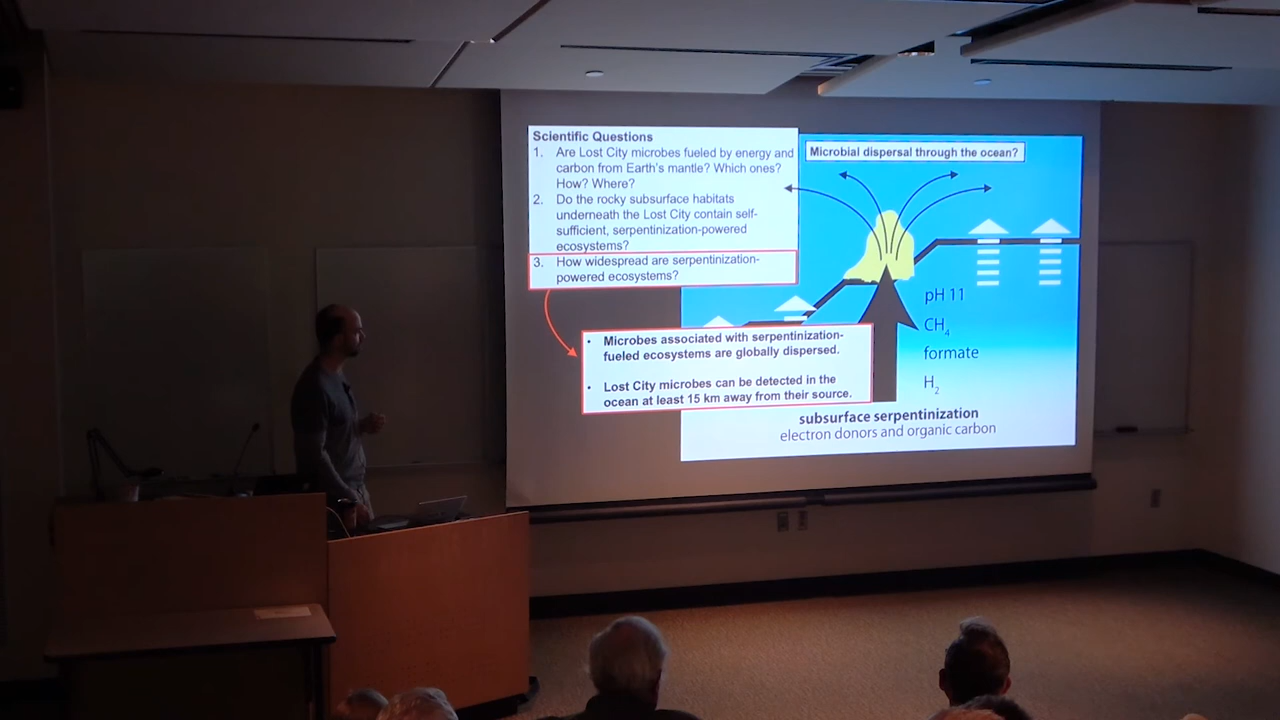 Scientific Questions
1. Are Lost City microbes fueled by energy and
carbon from Earth's mantle? Which ones?
How? Where?
2. Do the rocky subsurface habitats
underneath the Lost City contain self-
sufficient, serpentinization-powered
ecosystems?
3. How widespread are serpentinization-
powered ecosystems?
Microbial dispersal through the ocean?
• Microbes associated with serpentinization-
fueled ecosystems are globally dispersed.
• Lost City microbes can be detected in the
ocean at least 15 km away from their source.
pH 11
CH4
formate
H2
subsurface serpentinization
electron donors and organic carbon